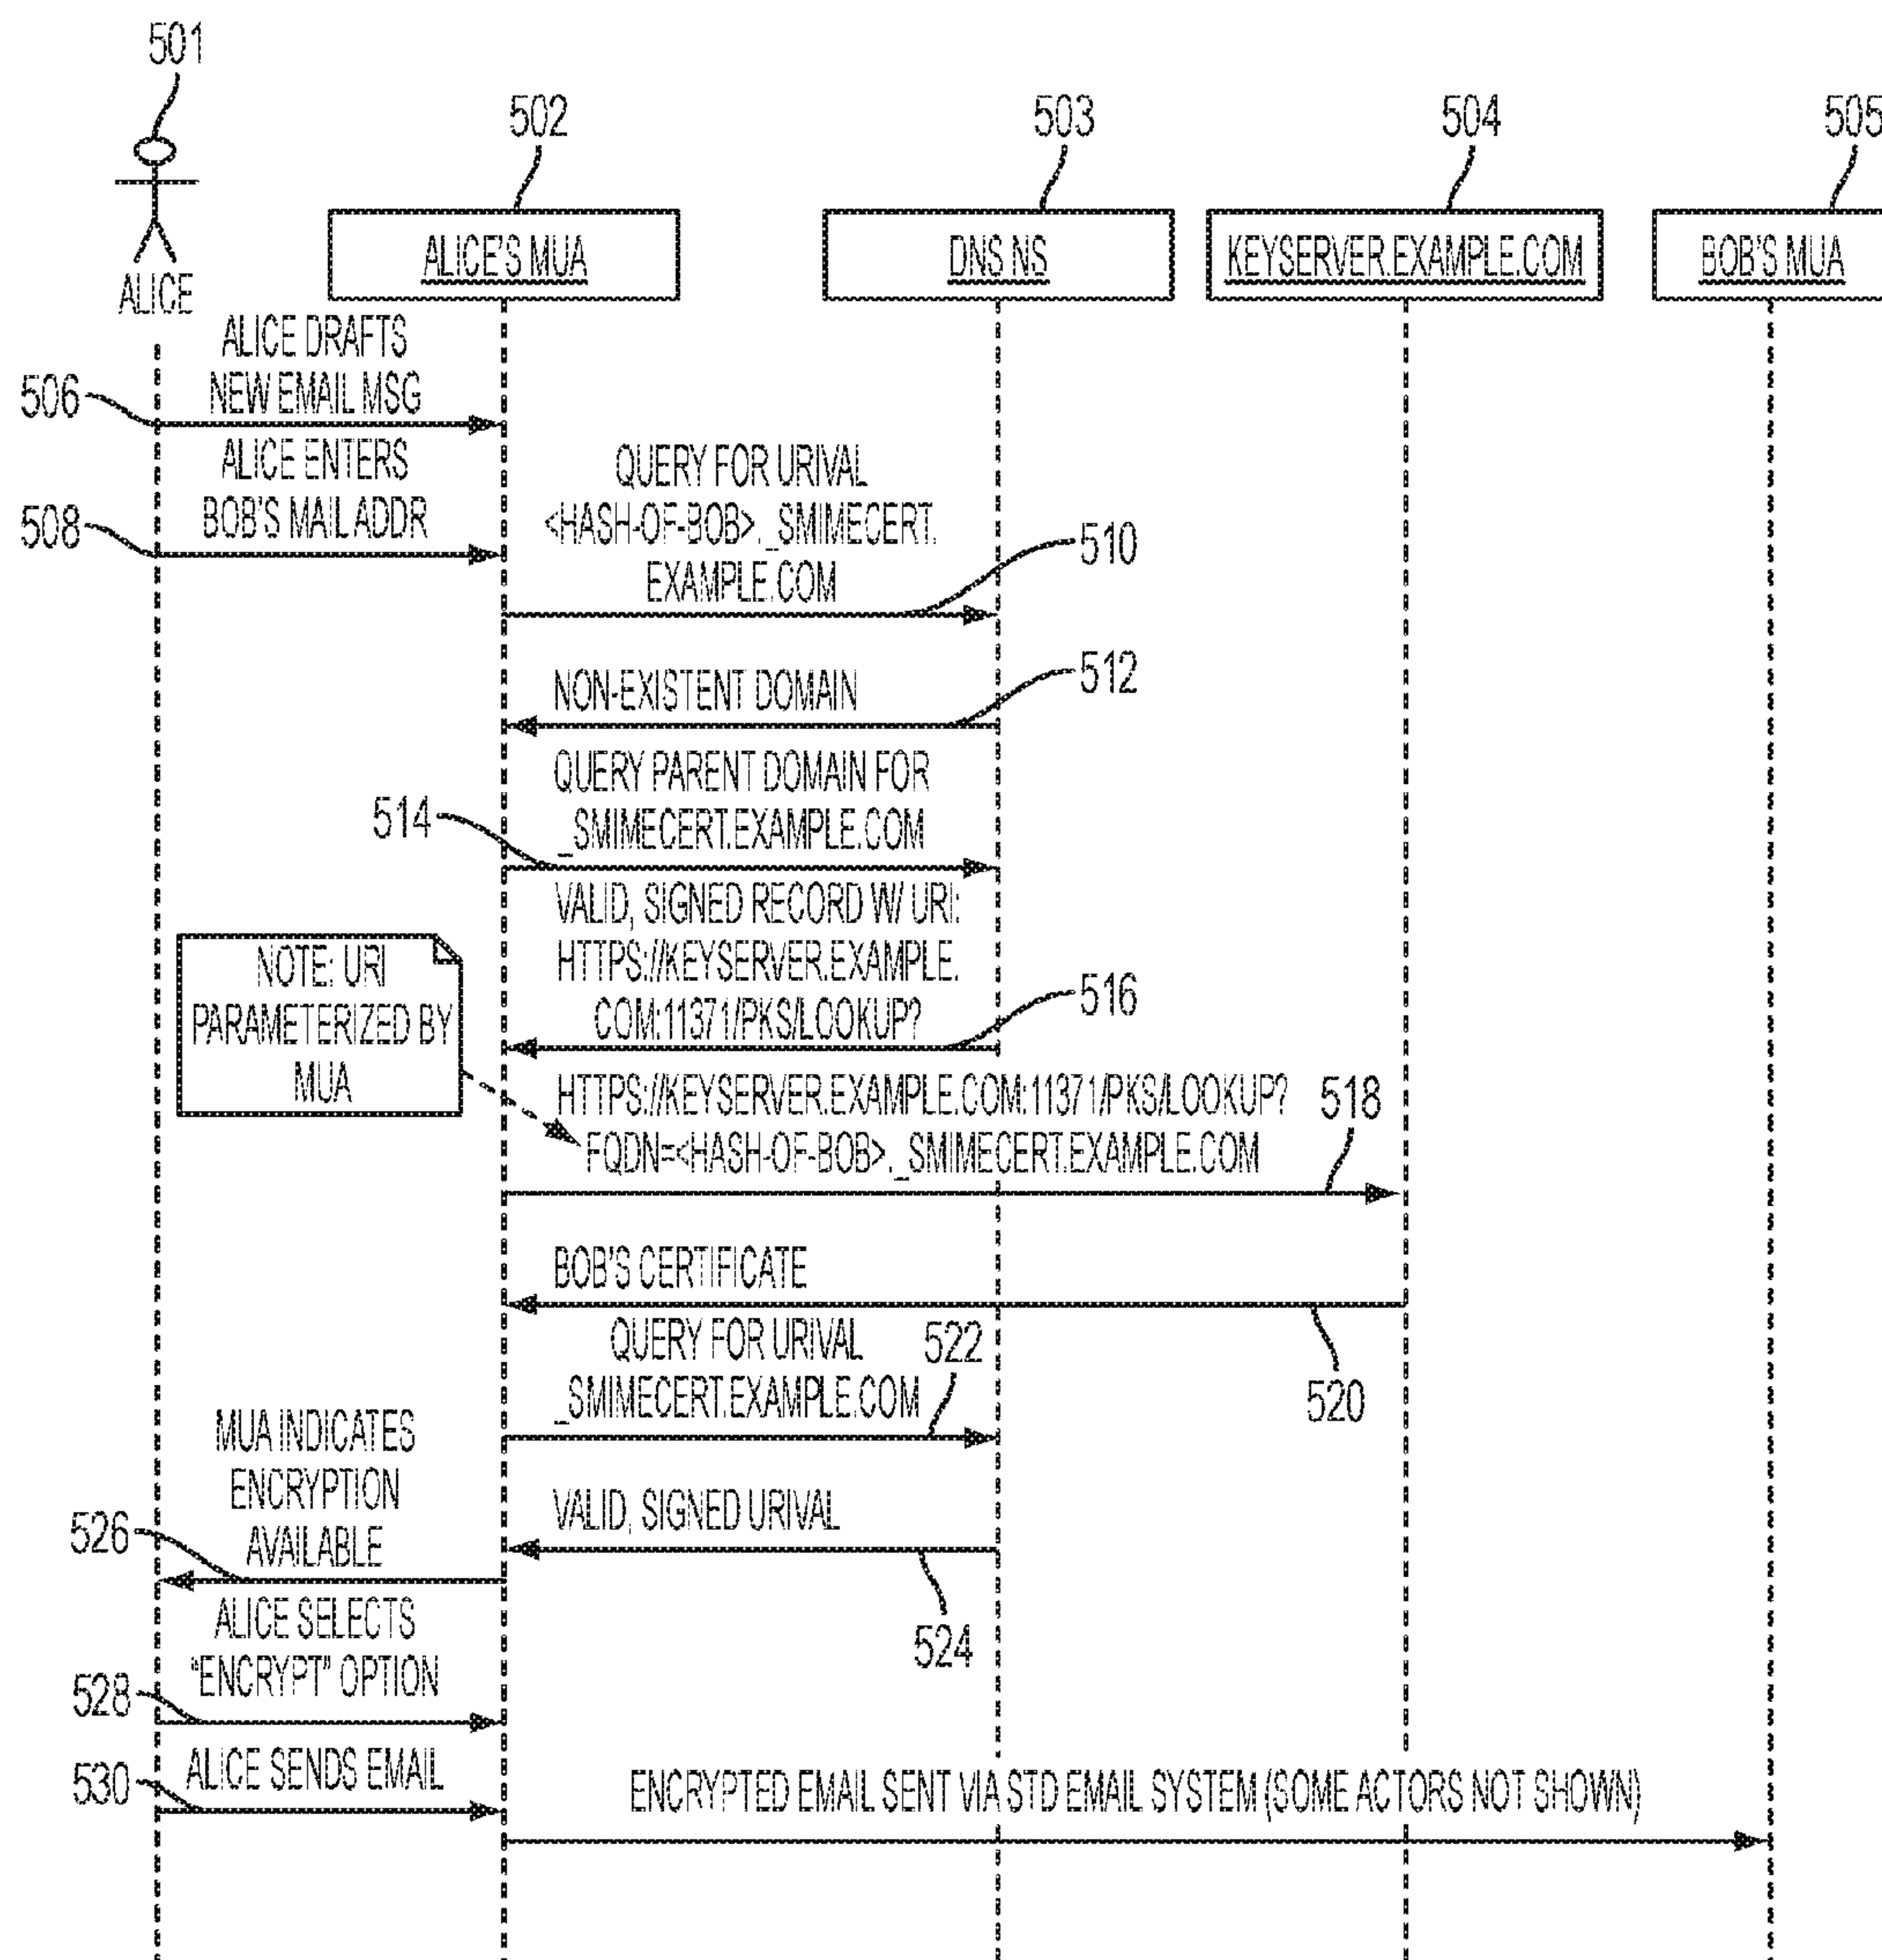 501
502
503
504
505
ALICE
ALICE'S MUA
DNS NS
KEYSERVER.EXAMPLE.COM
BOB'S MUA
ALICE DRAFTS
NEW EMAIL MSG
506
ALICE ENTERS
BOB'S MAIL ADDR
508
QUERY FOR URIVAL
<HASH-OF-BOB>._SMIMECERT.
EXAMPLE.COM
510
NON-EXISTENT DOMAIN
512
QUERY PARENT DOMAIN FOR
_SMIMECERT.EXAMPLE.COM
514
VALID, SIGNED RECORD W/ URI:
HTTPS://KEYSERVER.EXAMPLE.
COM:11371/PKS/LOOKUP?
516
NOTE: URI
PARAMETERIZED BY
MUA
HTTPS://KEYSERVER.EXAMPLE.COM:11371/PKS/LOOKUP?
FQDN=<HASH-OF-BOB>._SMIMECERT.EXAMPLE.COM
518
BOB'S CERTIFICATE
520
QUERY FOR URIVAL
_SMIMECERT.EXAMPLE.COM
522
VALID, SIGNED URIVAL
524
MUA INDICATES
ENCRYPTION
AVAILABLE
526
ALICE SELECTS
"ENCRYPT" OPTION
528
ALICE SENDS EMAIL
530
ENCRYPTED EMAIL SENT VIA STD EMAIL SYSTEM (SOME ACTORS NOT SHOWN)